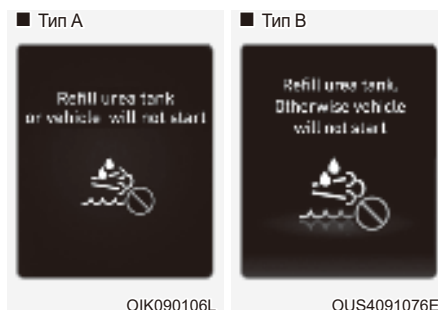 ■ Тип A
Refill urea tank
or vehicle will not start
OIK090106L
■ Тип B
Refill urea tank.
Otherwise vehicle
will not start
OUS4091076E